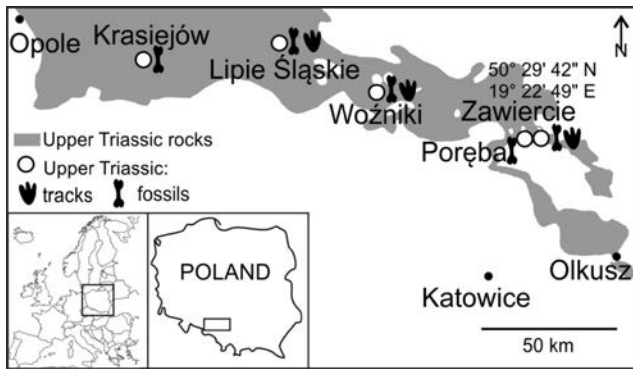 Opole
Krasiejów
Lipie Śląskie
Woźniki
50° 29' 42" N
19° 22' 49" E
Zawiercie
Poręba
N
Upper Triassic rocks
Upper Triassic:
tracks fossils
POLAND
Katowice
Olkusz
50 km